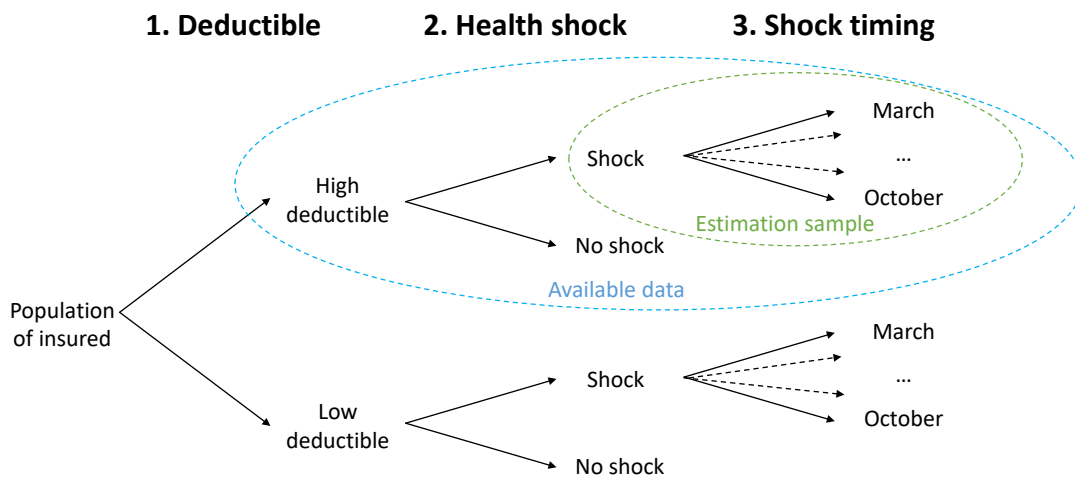 1. Deductible
2. Health shock
3. Shock timing
March
Shock
...
High
deductible
October
Estimation sample
No shock
Available data
Population
of insured
March
Shock
...
Low
deductible
October
No shock